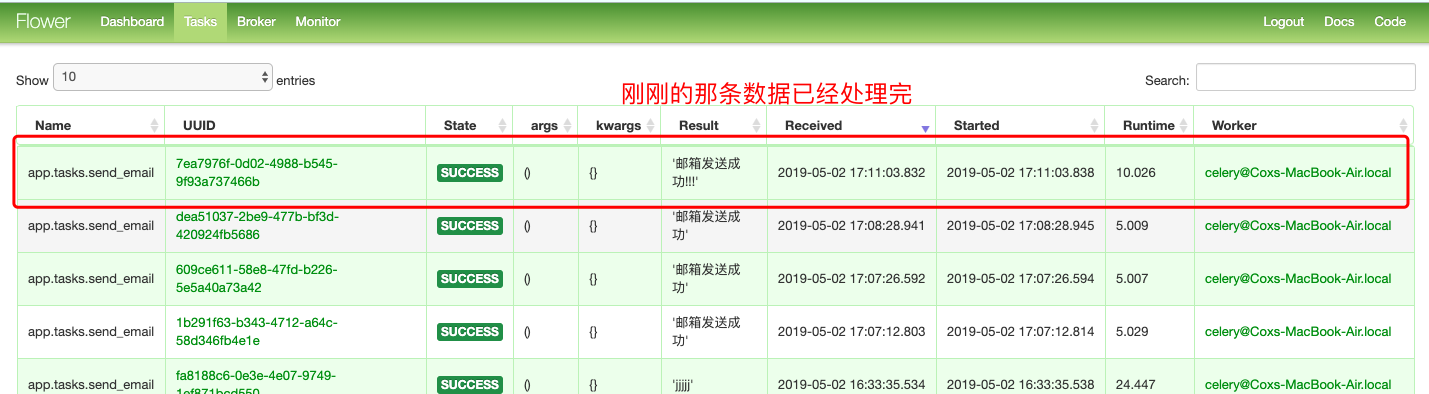 Flower Dashboard Tasks Broker Monitor Logout Docs Code
Show 10 entries Search:
刚刚的那条数据已经处理完
Name UUID State args kwargs Result Received Started Runtime Worker
app.tasks.send_email 7ea7976f-0d02-4988-b545- SUCCESS () {} '邮箱发送成 2019-05-02 17:11:03.832 2019-05-02 17:11:03.838 10.026 celery@Coxs-MacBook-Air.local
9f93a737466b 功!!!'
app.tasks.send_email dea51037-2be9-477b-bf3d- SUCCESS () {} '邮箱发送成 2019-05-02 17:08:28.941 2019-05-02 17:08:28.945 5.009 celery@Coxs-MacBook-Air.local
420924fb5686 功'
app.tasks.send_email 609ce611-58e8-47fd-b226- SUCCESS () {} '邮箱发送成 2019-05-02 17:07:26.592 2019-05-02 17:07:26.594 5.007 celery@Coxs-MacBook-Air.local
5e5a40a73a42 功'
app.tasks.send_email 1b291f63-b343-4712-a64c- SUCCESS () {} '邮箱发送成 2019-05-02 17:07:12.803 2019-05-02 17:07:12.814 5.029 celery@Coxs-MacBook-Air.local
58d346fb4e1e 功'
app.tasks.send_email fa8188c6-0e3e-4e07-9749- SUCCESS () {} 'jjjjj' 2019-05-02 16:33:35.534 2019-05-02 16:33:35.538 24.447 celery@Coxs-MacBook-Air.local